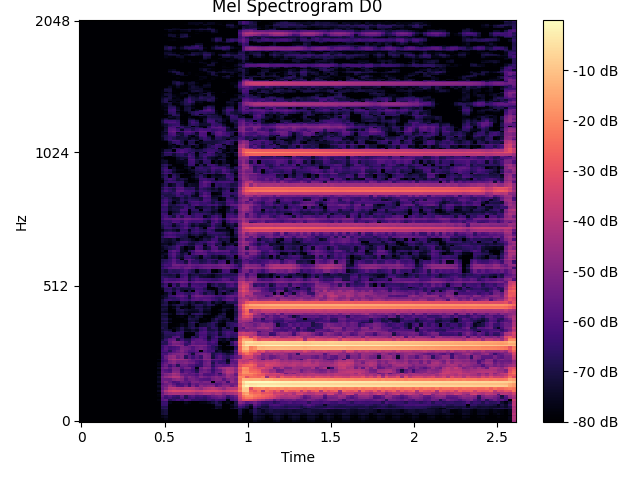 Mel Spectrogram D0
2048
1024
512
0
Hz
0
0.5
1
1.5
2
2.5
Time
-10 dB
-20 dB
-30 dB
-40 dB
-50 dB
-60 dB
-70 dB
-80 dB